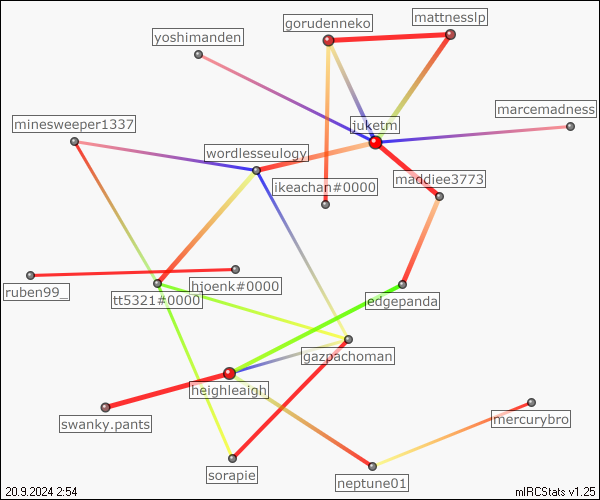 gorudenneko
mattnesslp
yoshimanden
marcemadness
minesweeper1337
juketm
wordlesseulogy
maddiee3773
ikeachan#0000
ruben99_
hjoenk#0000
tt5321#0000
edgepanda
gazpachoman
heighleaigh
swanky.pants
mercurybro
sorapie
neptune01
20.9.2024 2:54
mIRCStats v1.25